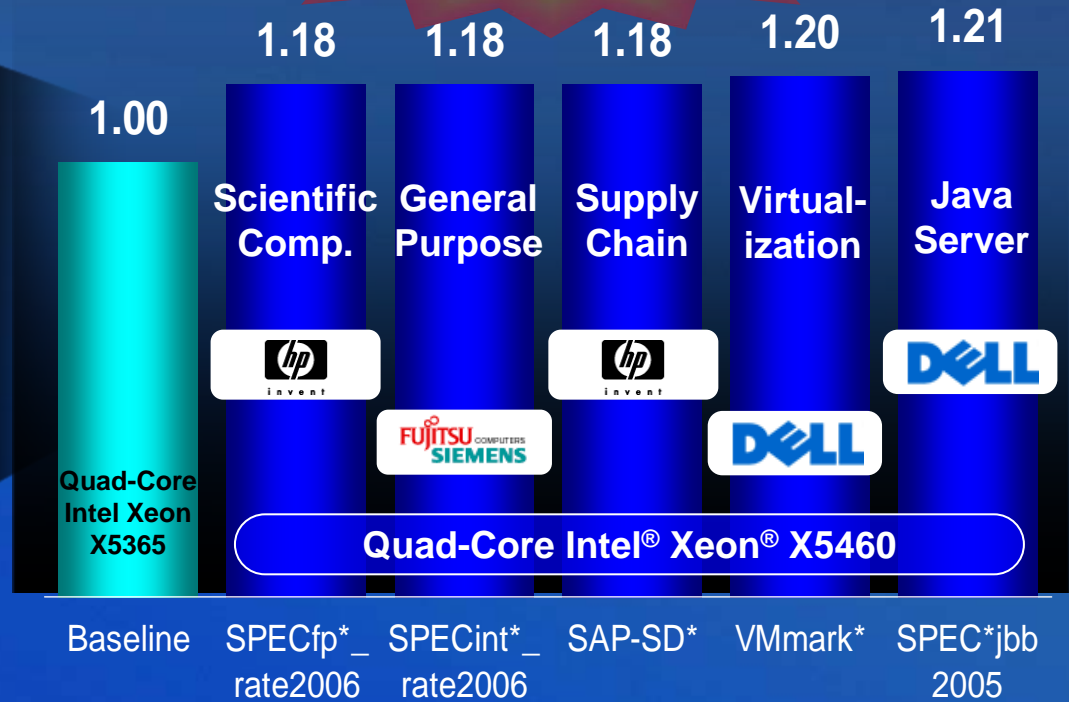 1.00
1.18
1.18
1.18
1.20
1.21
Scientific
Comp.
General
Purpose
Supply
Chain
Virtual-
ization
Java
Server
hp
invent
FUJITSU COMPUTERS
SIEMENS
hp
invent
DELL
DELL
Quad-Core
Intel Xeon
X5365
Quad-Core Intel® Xeon® X5460
Baseline
SPECfp*_
rate2006
SPECint*_
rate2006
SAP-SD*
VMmark*
SPEC*jbb
2005